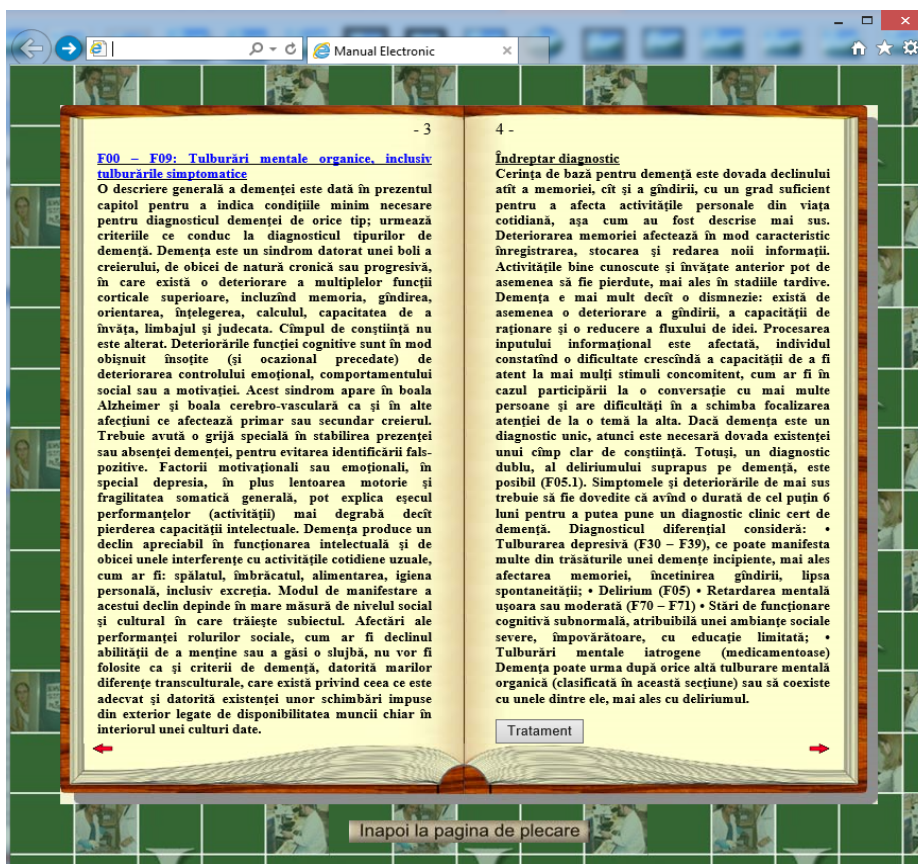 Manual Electronic
- 3
F00 – F09: Tulburări mentale organice, inclusiv
tulburările simptomatice
O descriere generală a demenţei este dată în prezentul
capitol pentru a indica condiţiile minim necesare
pentru diagnosticul demenţei de orice tip; urmează
criteriile ce conduc la diagnosticul tipurilor de
demenţă. Demenţa este un sindrom datorat unei boli a
creierului, de obicei de natură cronică sau progresivă,
în care există o deteriorare a multiplelor funcţii
corticale superioare, incluzînd memoria, gîndirea,
orientarea, înţelegerea, calculul, capacitatea de a
învăţa, limbajul şi judecata. Cîmpul de conştiinţă nu
este alterat. Deteriorările funcţiei cognitive sunt în mod
obişnuit însoţite (şi ocazional precedate) de
deteriorarea controlului emoţional, comportamentului
social sau a motivaţiei. Acest sindrom apare în boala
Alzheimer şi boala cerebro-vasculară ca şi în alte
afecţiuni ce afectează primar sau secundar creierul.
Trebuie avută o grijă specială în stabilirea prezenţei
sau absenţei demenţei, pentru evitarea identificării fals-
pozitive. Factorii motivaţionali sau emoţionali, în
special depresia, în plus lentoarea motorie şi
fragilitatea somatică generală, pot explica eşecul
performanţelor (activităţii) mai degrabă decît
pierderea capacităţii intelectuale. Demenţa produce un
declin apreciabil în funcţionarea intelectuală şi de
obicei unele interferenţe cu activităţile cotidiene uzuale,
cum ar fi: spălatul, îmbrăcatul, alimentarea, igiena
personală, inclusiv excreţia. Modul de manifestare a
acestui declin depinde în mare măsură de nivelul social
şi cultural în care trăieşte subiectul. Afectări ale
performanţei rolurilor sociale, cum ar fi declinul
abilităţii de a menţine sau a găsi o slujbă, nu vor fi
folosite ca şi criterii de demenţă, datorită marilor
diferenţe transculturale, care există privind ceea ce este
adecvat şi datorită existenţei unor schimbări impuse
din exterior legate de disponibilitatea muncii chiar în
interiorul unei culturi date.
4 -
Îndreptar diagnostic
Cerinţa de bază pentru demenţă este dovada declinului
atît a memoriei, cît şi a gîndirii, cu un grad suficient
pentru a afecta activităţile personale din viaţa
cotidiană, aşa cum au fost descrise mai sus.
Deteriorarea memoriei afectează în mod caracteristic
înregistrarea, stocarea şi redarea noii informaţii.
Activităţile bine cunoscute şi învăţate anterior pot de
asemenea să fie pierdute, mai ales în stadiile tardive.
Demenţa e mai mult decît o dismnezie: există de
asemenea o deteriorare a gîndirii, a capacităţii de
raţionare şi o reducere a fluxului de idei. Procesarea
inputului informaţional este afectată, individul
constatînd o dificultate crescîndă a capacităţii de a fi
atent la mai mulţi stimuli concomitent, cum ar fi în
cazul participării la o conversaţie cu mai multe
persoane şi are dificultăţi în a schimba focalizarea
atenţiei de la o temă la alta. Dacă demenţa este un
diagnostic unic, atunci este necesară dovada existenţei
unui cîmp clar de conştiinţă. Totuşi, un diagnostic
dublu, al deliriumului suprapus pe demenţă, este
posibil (F05.1). Simptomele şi deteriorările de mai sus
trebuie să fie dovedite că avînd o durată de cel puţin 6
luni pentru a putea pune un diagnostic clinic cert de
demenţă. Diagnosticul diferenţial consideră: •
Tulburarea depresivă (F30 – F39), ce poate manifesta
multe din trăsăturile unei demenţe incipiente, mai ales
afectarea memoriei, încetinirea gîndirii, lipsa
spontaneităţii; • Delirium (F05) • Retardarea mentală
uşoara sau moderată (F70 – F71) • Stări de funcţionare
cognitivă subnormală, atribuibilă unei ambianţe sociale
severe, împovărătoare, cu educaţie limitată; •
Tulburări mentale iatrogene (medicamentoase)
Demenţa poate urma după orice altă tulburare mentală
organică (clasificată în această secţiune) sau să coexiste
cu unele dintre ele, mai ales cu deliriumul.
Tratament
Inapoi la pagina de plecare